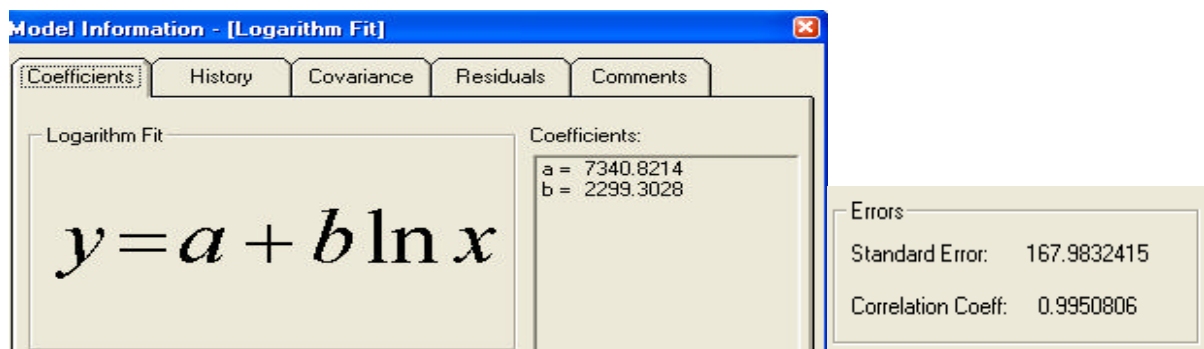 Model Information - [Logarithm Fit]
Coefficients History Covariance Residuals Comments
Logarithm Fit
y=a+b ln x
Coefficients:
a = 7340.8214
b = 2299.3028
Errors
Standard Error: 167.9832415
Correlation Coeff: 0.9950806